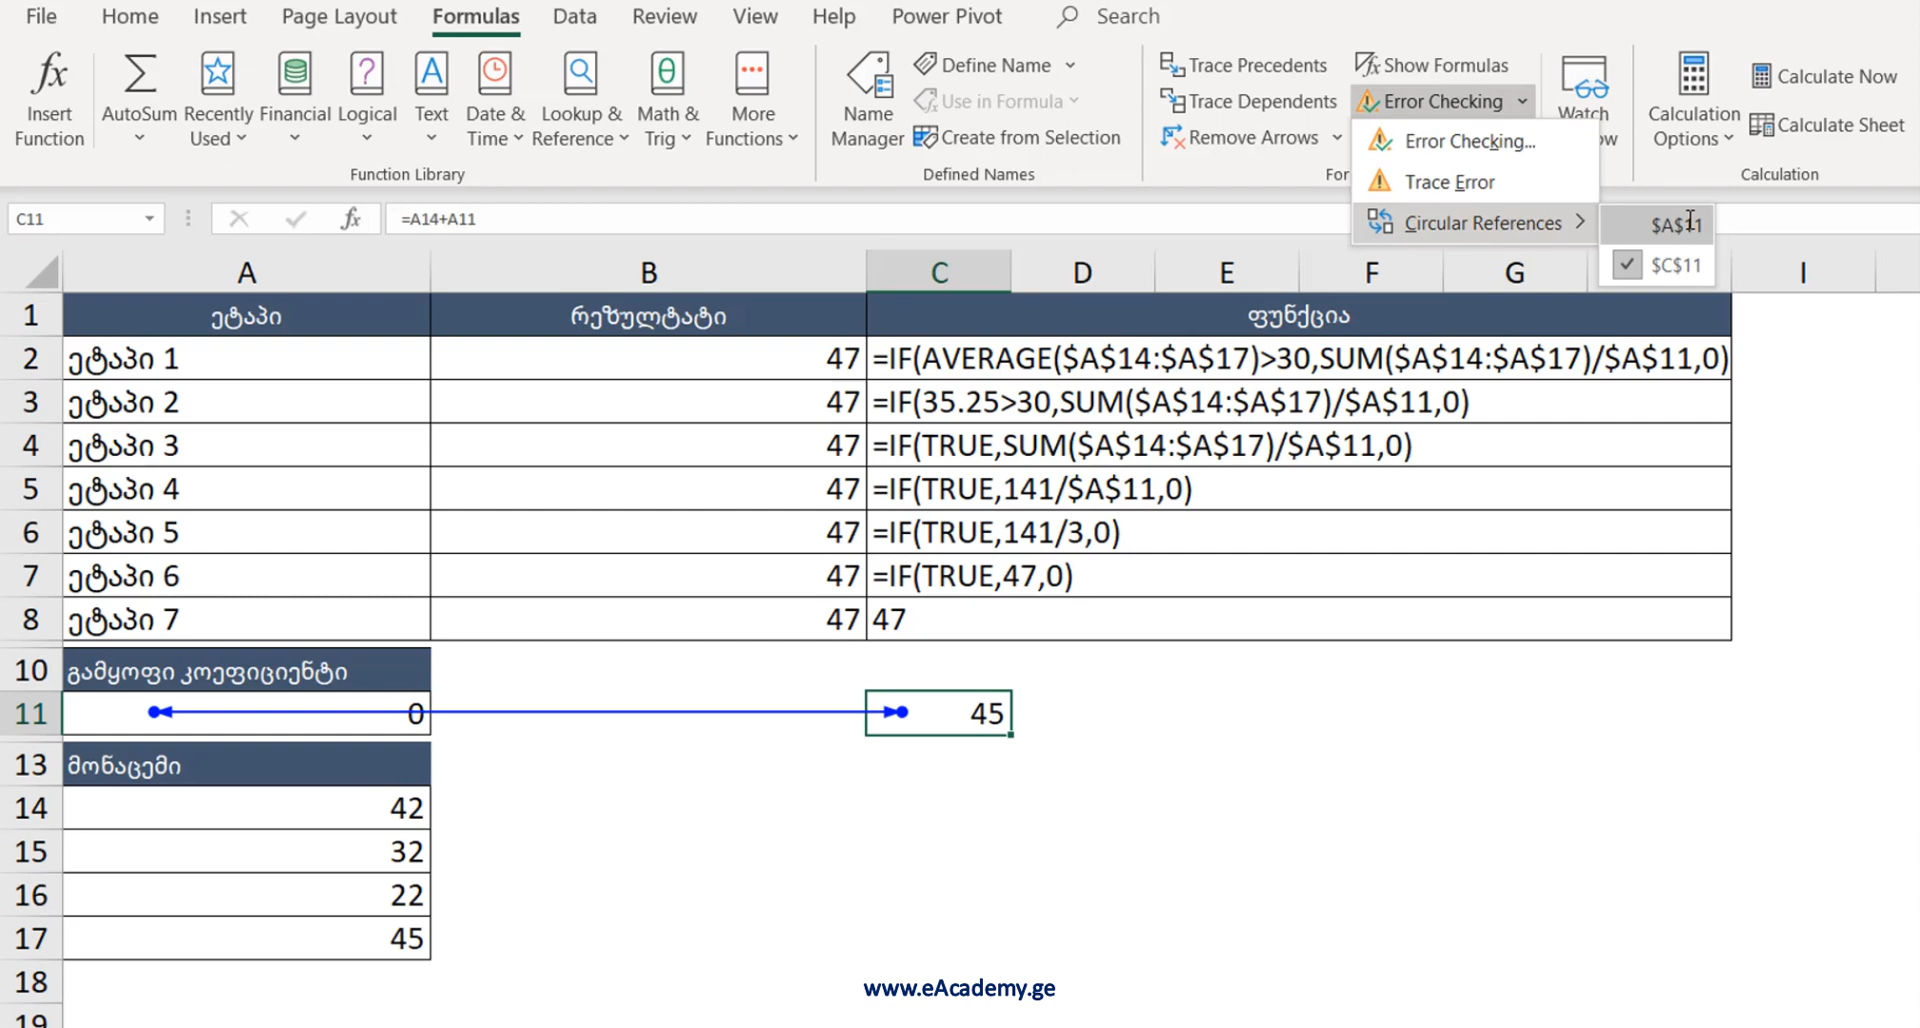 File Home Insert Page Layout Formulas Data Review View Help Power Pivot Search
Insert Function
AutoSum
Recently Used
Financial
Logical
Text
Date & Time
Lookup & Reference
Math & Trig
More Functions
Function Library
Name Manager
Define Name
Use in Formula
Create from Selection
Defined Names
Trace Precedents
Trace Dependents
Remove Arrows
Show Formulas
Error Checking
Error Checking...
Trace Error
Circular References
$A$11
$C$11
Watch
Calculation Options
Calculate Now
Calculate Sheet
Calculation
C11 fx =A14+A11
A B C D E F G I
1 ეტაპი რეზულტატი ფუნქცია
2 ეტაპი 1 47 =IF(AVERAGE($A$14:$A$17)>30,SUM($A$14:$A$17)/$A$11,0)
3 ეტაპი 2 47 =IF(35.25>30,SUM($A$14:$A$17)/$A$11,0)
4 ეტაპი 3 47 =IF(TRUE,SUM($A$14:$A$17)/$A$11,0)
5 ეტაპი 4 47 =IF(TRUE,141/$A$11,0)
6 ეტაპი 5 47 =IF(TRUE,141/3,0)
7 ეტაპი 6 47 =IF(TRUE,47,0)
8 ეტაპი 7 47 47
10 გამყოფი კოეფიციენტი
11 0 45
13 მონაცემი
14 42
15 32
16 22
17 45
18
19
www.eAcademy.ge